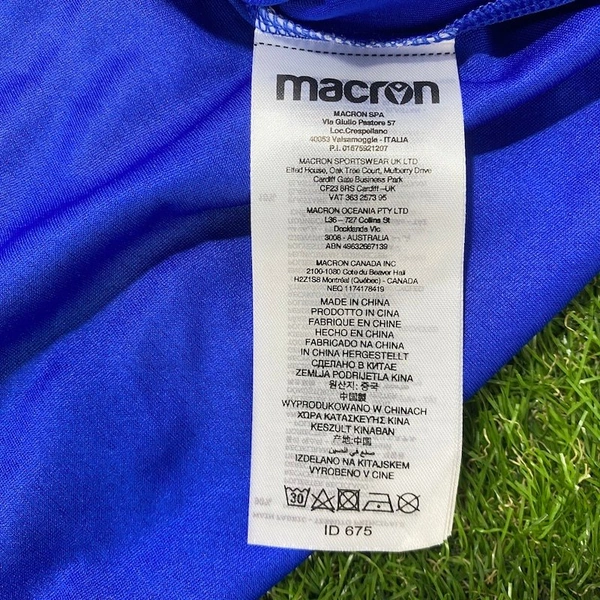 macron
MACRON SPA
Via Giulio Pastore 57
Loc.Crespellano
40053 Valsamoggia - ITALIA
P.I. 01675921207
MACRON SPORTSWEAR UK LTD
Elfed House, Oak Tree Court, Mulberry Drive
Cardiff Gate Business Park
CF23 8RS Cardiff -UK
VAT 363 2573 95
MACRON OCEANIA PTY LTD
L36 - 727 Collins St
Docklands Vic
3008 - AUSTRALIA
ABN 49632667139
MACRON CANADA INC
2100-1080 Cote du Beaver Hall
H2Z1S8 Montréal (Québec) - CANADA
NEQ 1174178419
MADE IN CHINA
PRODOTTO IN CINA
FABRIQUE EN CHINE
HECHO EN CHINA
FABRICADO NA CHINA
IN CHINA HERGESTELLT
СДЕЛАНО В КИТАЕ
ZEMLJA PODRIJETLA KINA
원산지: 중국
中国製
WYPRODUKOWANO W CHINACH
ΧΩΡΑ ΚΑΤΑΣΚΕΥΗΣ ΚΙΝΑ
KESZULT KINABAN
产地:中国
صنع في الصين
IZDELANO NA KITAJSKEM
VYROBENO V CINE
30
ID 675